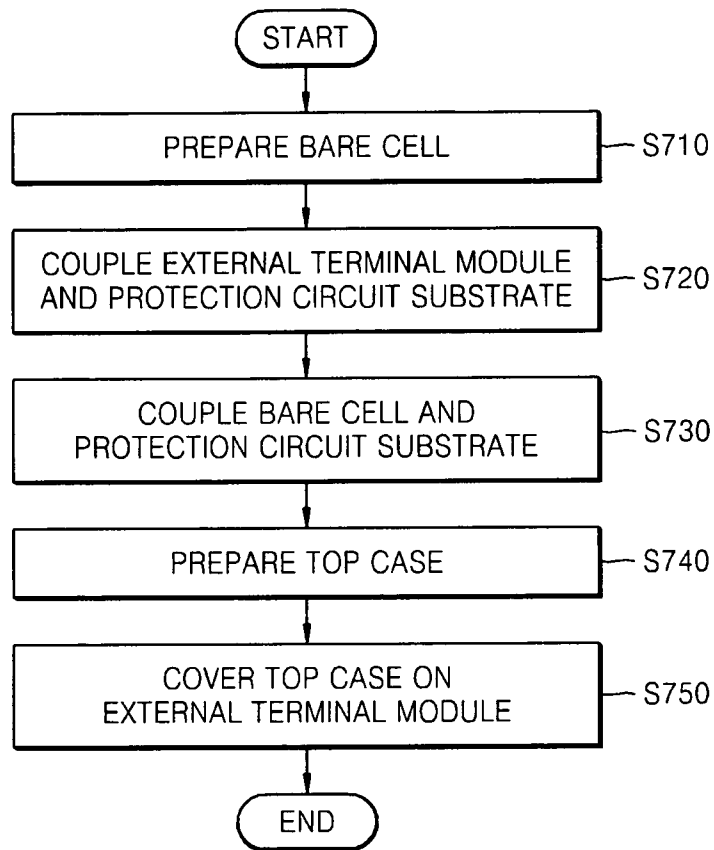 START
PREPARE BARE CELL
S710
COUPLE EXTERNAL TERMINAL MODULE
AND PROTECTION CIRCUIT SUBSTRATE
S720
COUPLE BARE CELL AND
PROTECTION CIRCUIT SUBSTRATE
S730
PREPARE TOP CASE
S740
COVER TOP CASE ON
EXTERNAL TERMINAL MODULE
S750
END